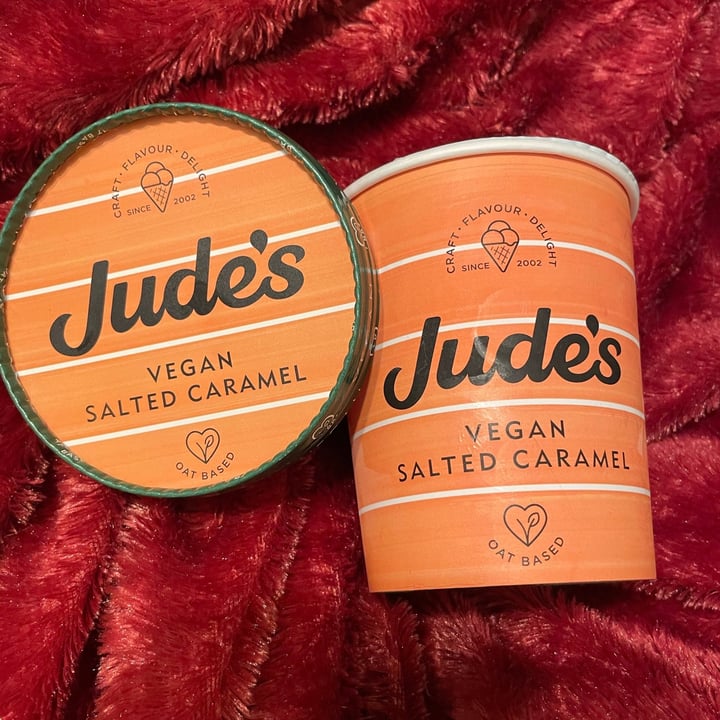 CRAFT · FLAVOUR · DELIGHT
SINCE 2002
Jude's
VEGAN
SALTED CARAMEL
OAT BASED
CRAFT · FLAVOUR · DELIGHT
SINCE 2002
Jude's
VEGAN
SALTED CARAMEL
OAT BASED